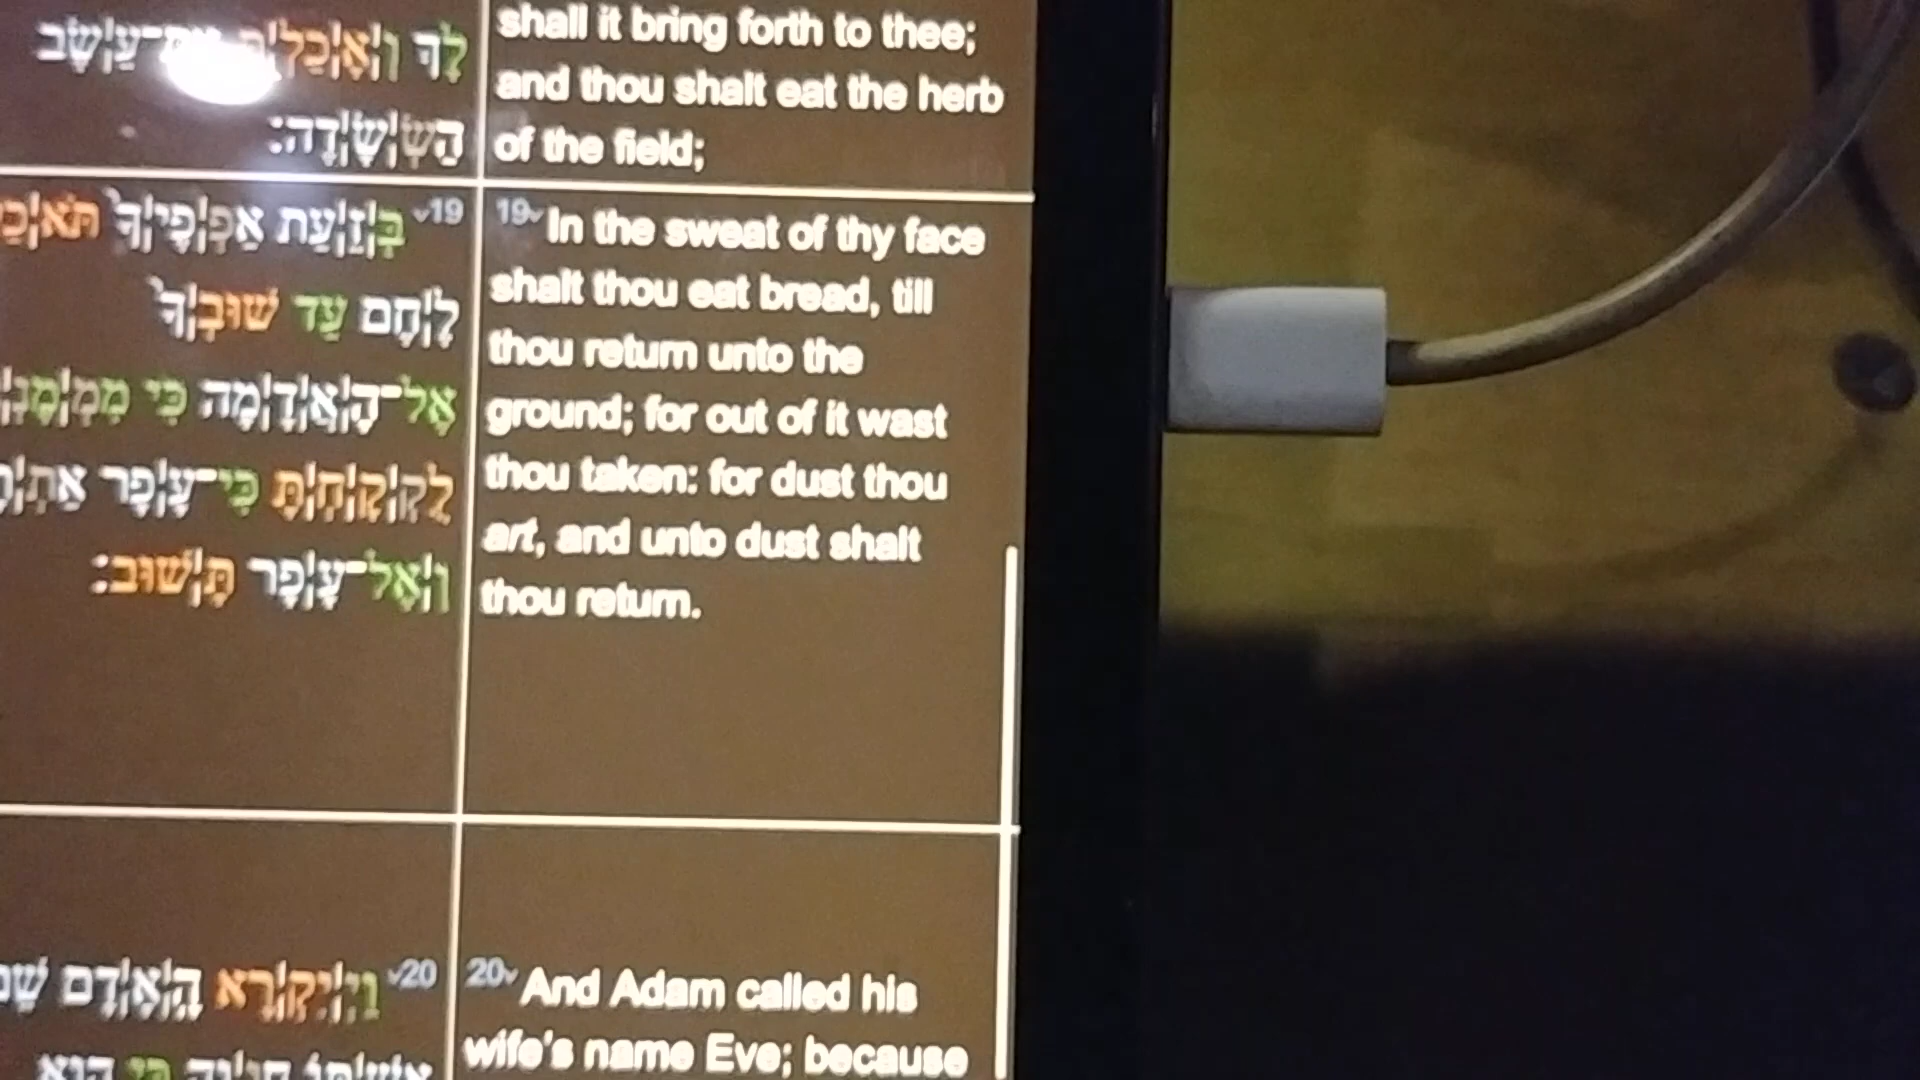 לָךְ וְ¦אָ¦כַלְ¦תָּ עֵ¦שֶׂב
הַשְּׂ¦שָׂ¦דֶה׃
shall it bring forth to thee;
and thou shalt eat the herb
of the field;
19 בְּ¦זֵ¦עַת אַפְּ¦פֶּי¦ךָ
לֶ¦חֶם עַד שׁוּבְ¦ךָ
אֶל־הָ¦אֲ¦דָ¦מָה כִּי
לֻקְּ¦קָּ¦חְ¦תָּ כִּי־עָ¦פָר
וְ¦אֶל־עָ¦פָר תָּ¦שׁוּב׃
19 In the sweat of thy face
shalt thou eat bread, till
thou return unto the
ground; for out of it wast
thou taken: for dust thou
art, and unto dust shalt
thou return.
20 וַ¦יִּ¦קְ¦רָא הָ¦אָ¦דָם
כִּי הִוא
20 And Adam called his
wife's name Eve; because